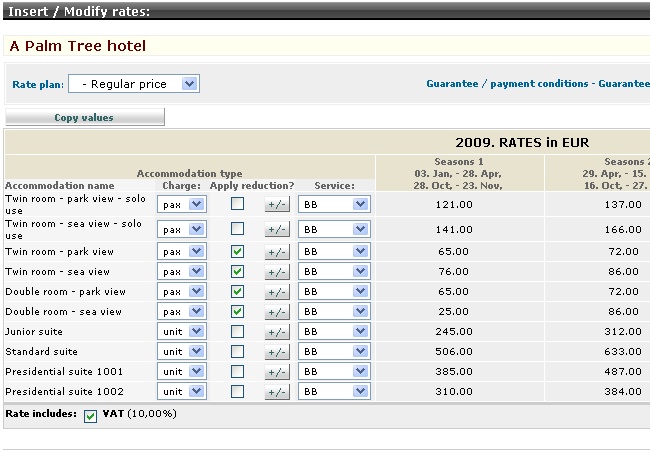 Insert / Modify rates:
A Palm Tree hotel
Rate plan: - Regular price Guarantee / payment conditions - Guarantee
Copy values
2009. RATES in EUR
Accommodation type Seasons 1 Seasons 2
03. Jan, - 28. Apr, 29. Apr, - 15.
28. Oct, - 23. Nov, 16. Oct, - 27.
Accommodation name Charge: Apply reduction? Service:
Twin room - park view - solo use pax +/- BB 121.00 137.00
Twin room - sea view - solo use pax +/- BB 141.00 166.00
Twin room - park view pax +/- BB 65.00 72.00
Twin room - sea view pax +/- BB 76.00 86.00
Double room - park view pax +/- BB 65.00 72.00
Double room - sea view pax +/- BB 25.00 86.00
Junior suite unit +/- BB 245.00 312.00
Standard suite unit +/- BB 506.00 633.00
Presidential suite 1001 unit +/- BB 385.00 487.00
Presidential suite 1002 unit +/- BB 310.00 384.00
Rate includes: VAT (10,00%)